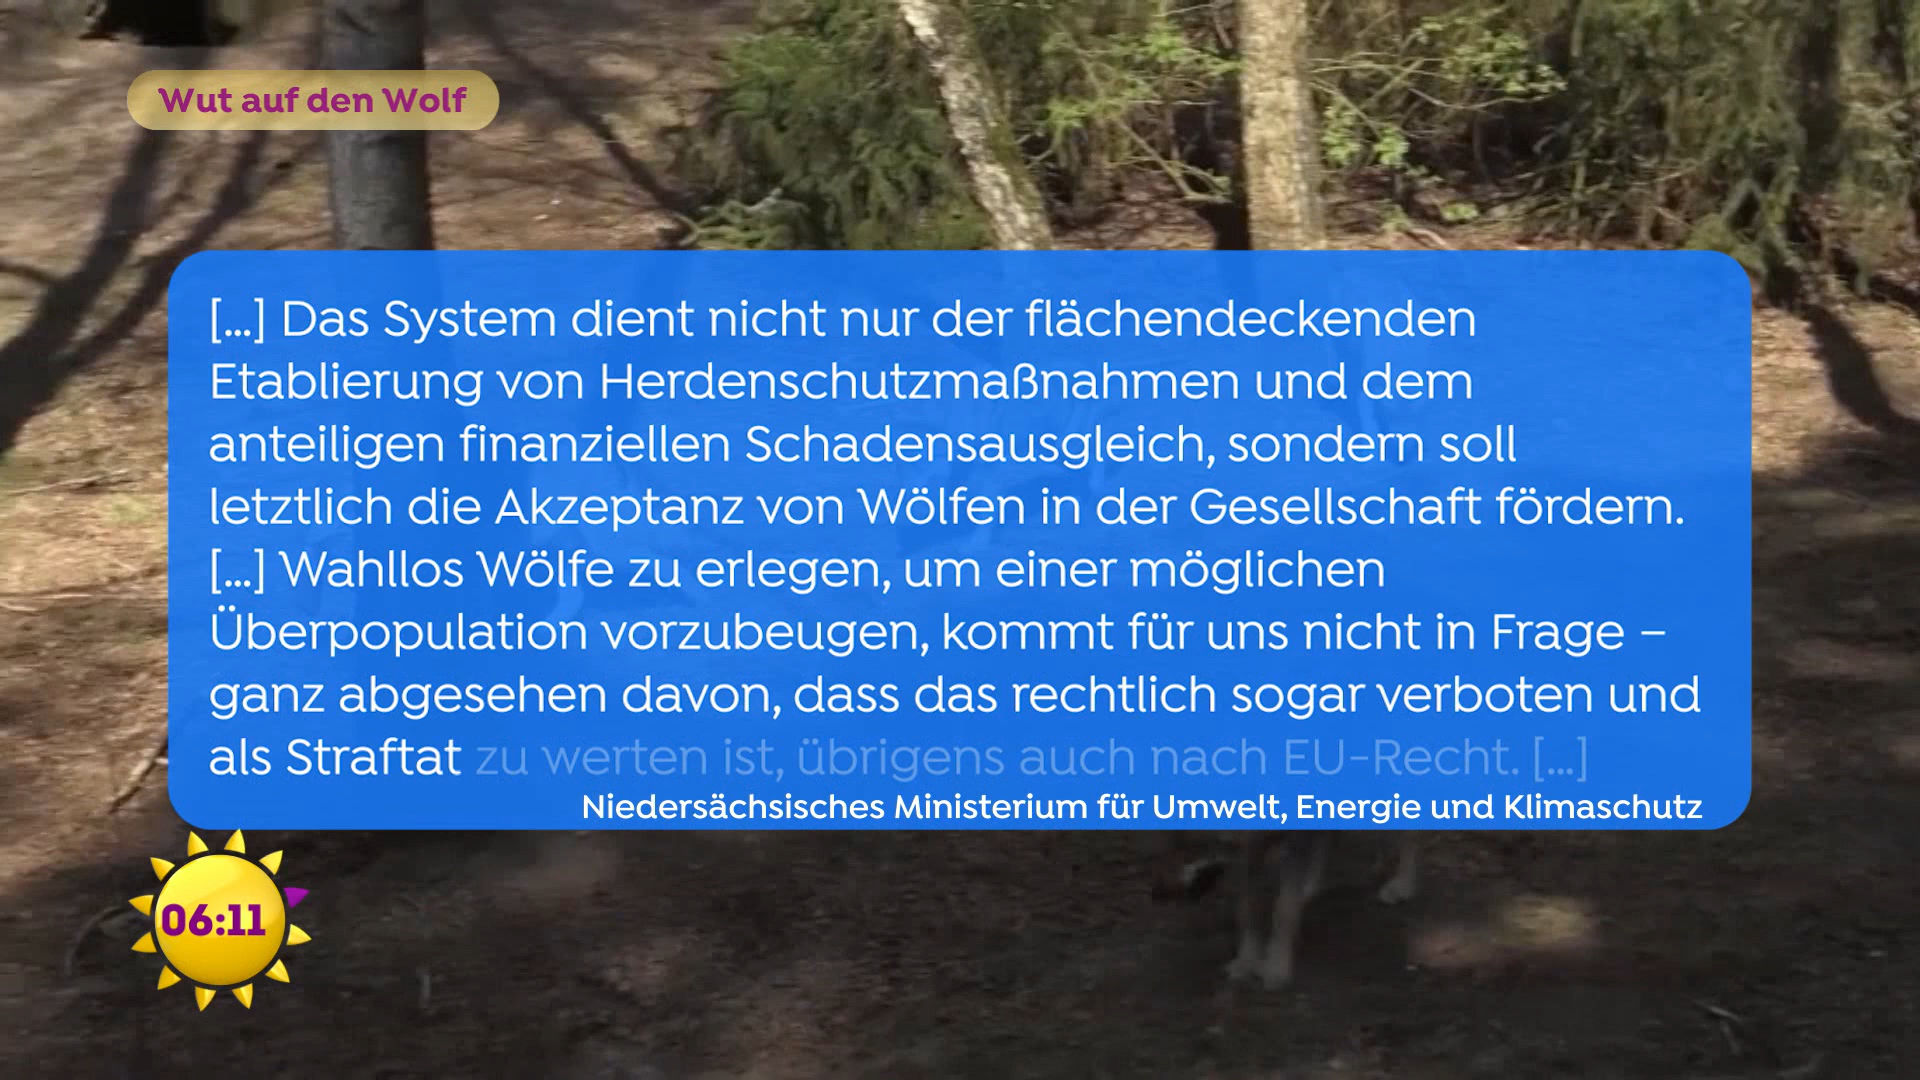 Wut auf den Wolf
[...] Das System dient nicht nur der flächendeckenden
Etablierung von Herdenschutzmaßnahmen und dem
anteiligen finanziellen Schadensausgleich, sondern soll
letztlich die Akzeptanz von Wölfen in der Gesellschaft fördern.
[...] Wahllos Wölfe zu erlegen, um einer möglichen
Überpopulation vorzubeugen, kommt für uns nicht in Frage –
ganz abgesehen davon, dass das rechtlich sogar verboten und
als Straftat zu werten ist, übrigens auch nach EU-Recht. [...]
Niedersächsisches Ministerium für Umwelt, Energie und Klimaschutz
06:11